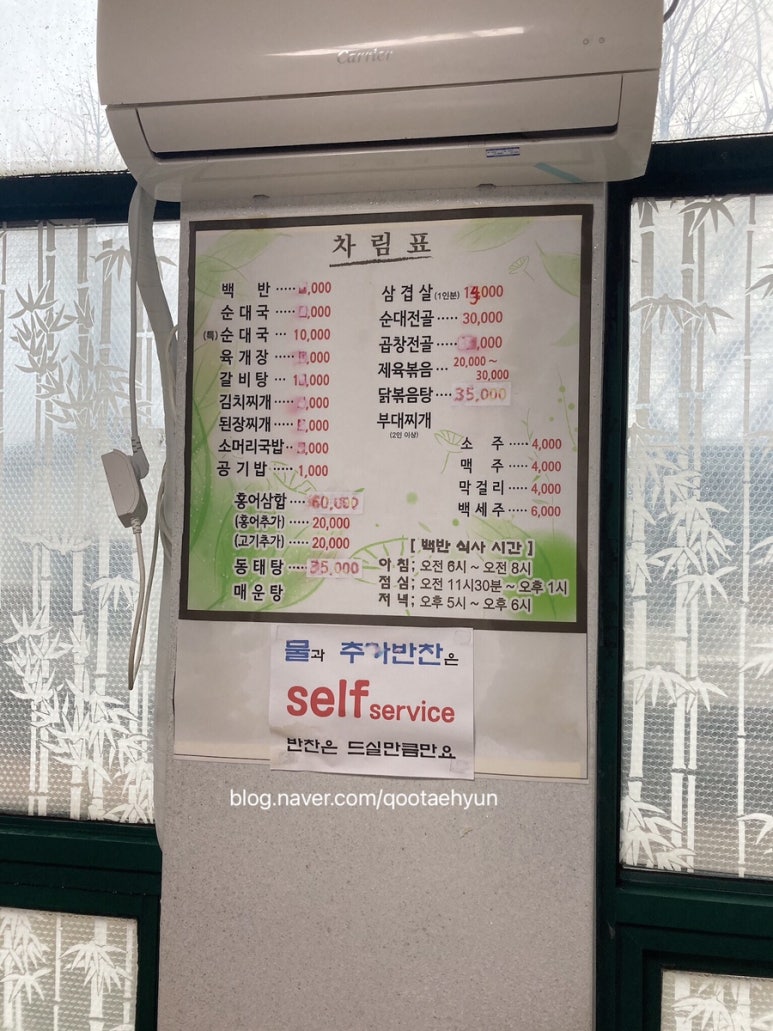 Carrier
차림표
백 반 ·····
순 대 국 ·····
(특) 순 대 국 ··· 10,000
육 개 장 ·····
갈 비 탕 ···
김치찌개 ·····
된장찌개 ·····
소머리국밥 ··
공 기 밥 ····· 1,000
홍어삼합 ···· 60,000
(홍어추가) ···· 20,000
(고기추가) ···· 20,000
동 태 탕 ···· 35,000
매 운 탕
삼 겹 살 (1인분)
순대전골 ····· 30,000
곱창전골 ·····
제육볶음 ··· 20,000 ~ 30,000
닭볶음탕 ···· 35,000
부대찌개
(2인 이상)
소 주 ····· 4,000
맥 주 ····· 4,000
막 걸 리 ····· 4,000
백 세 주 ····· 6,000
[ 백반 식사 시간 ]
아 침 ; 오전 6시 ~ 오전 8시
점 심 ; 오전 11시30분 ~ 오후 1시
저 녁 ; 오후 5시 ~ 오후 6시
물과 추가반찬은
self service
반찬은 드실만큼만요
blog.naver.com/qootaehyun